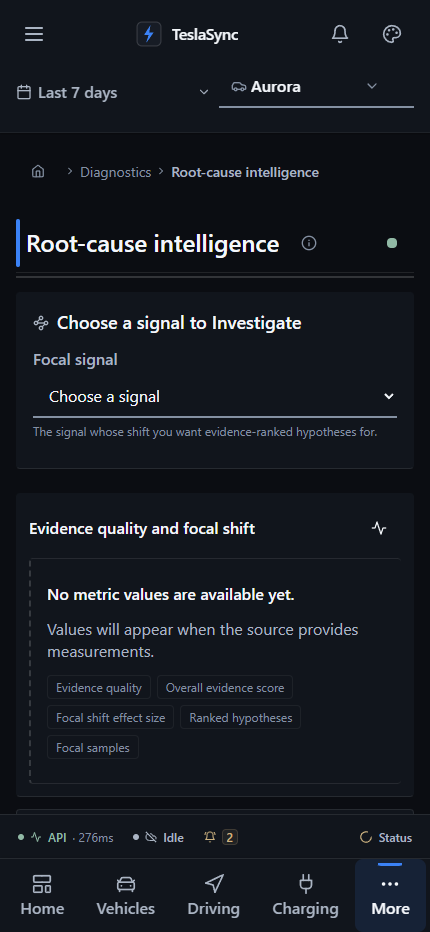 TeslaSync
Last 7 days
Aurora
Diagnostics
Root-cause intelligence
Root-cause intelligence
Choose a signal to Investigate
Focal signal
Choose a signal
The signal whose shift you want evidence-ranked hypotheses for.
Evidence quality and focal shift
No metric values are available yet.
Values will appear when the source provides
measurements.
Evidence quality
Overall evidence score
Focal shift effect size
Ranked hypotheses
Focal samples
API · 276ms
Idle
2
Status
Home
Vehicles
Driving
Charging
More